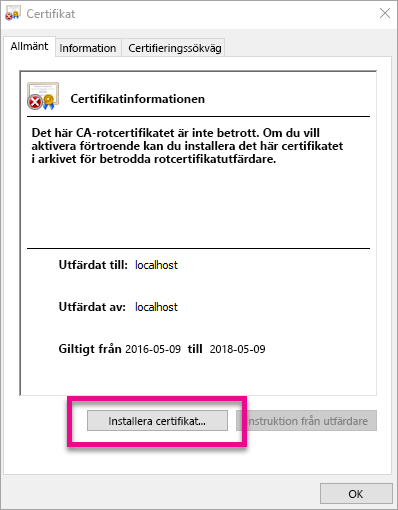 Certifikat
Allmänt Information Certifieringssökväg
Certifikatinformationen
Det här CA-rotcertifikatet är inte betrott. Om du vill
aktivera förtroende kan du installera det här certifikatet
i arkivet för betrodda rotcertifikatutfärdare.
Utfärdat till: localhost
Utfärdat av: localhost
Giltigt från 2016-05-09 till 2018-05-09
Installera certifikat... Instruktion från utfärdare
OK